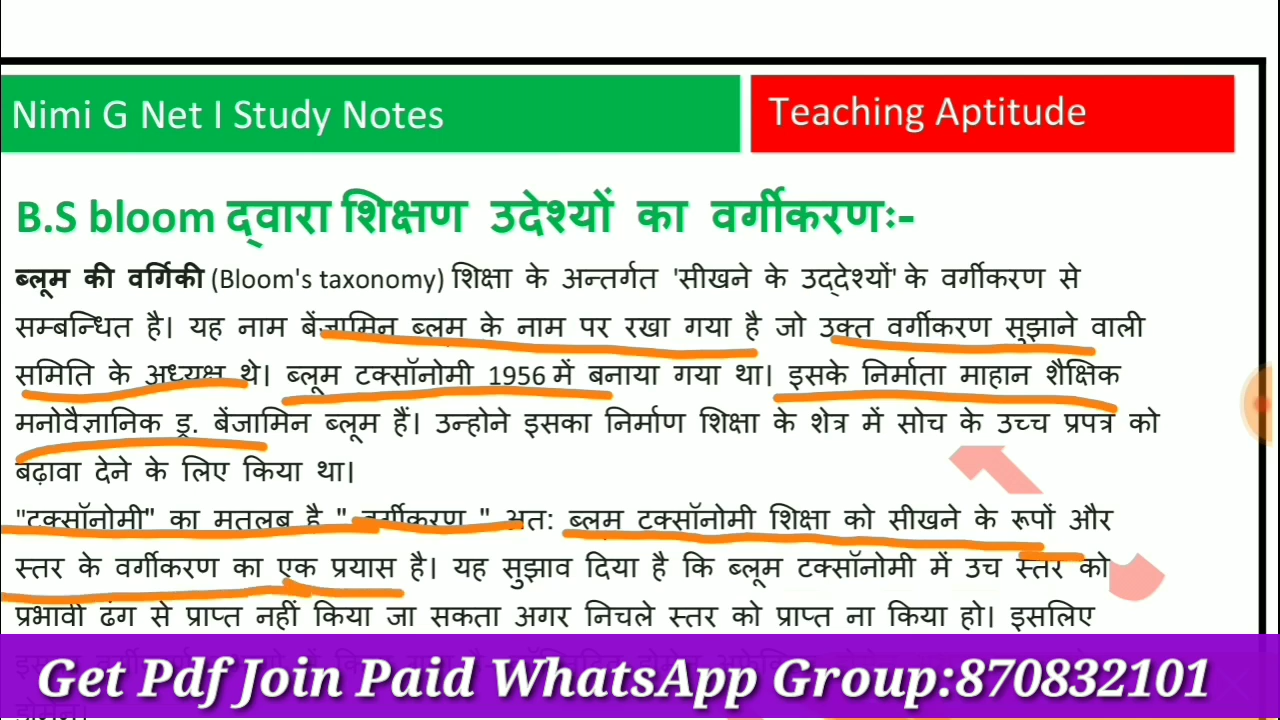 Nimi G Net I Study Notes
Teaching Aptitude
B.S bloom द्वारा शिक्षण उदेश्यों का वर्गीकरणः-
ब्लूम की वर्गिकी (Bloom's taxonomy) शिक्षा के अन्तर्गत 'सीखने के उद्देश्यों' के वर्गीकरण से
सम्बन्धित है। यह नाम बेंजामिन ब्लूम के नाम पर रखा गया है जो उक्त वर्गीकरण सुझाने वाली
समिति के अध्यक्ष थे। ब्लूम टक्सॉनोमी 1956 में बनाया गया था। इसके निर्माता माहान शैक्षिक
मनोवैज्ञानिक ड्र. बेंजामिन ब्लूम हैं। उन्होने इसका निर्माण शिक्षा के शेत्र में सोच के उच्च प्रपत्र को
बढ़ावा देने के लिए किया था।
"टक्सॉनोमी" का मतलब है " वर्गीकरण " अत: ब्लूम टक्सॉनोमी शिक्षा को सीखने के रूपों और
स्तर के वर्गीकरण का एक प्रयास है। यह सुझाव दिया है कि ब्लूम टक्सॉनोमी में उच स्तर को
प्रभावी ढंग से प्राप्त नहीं किया जा सकता अगर निचले स्तर को प्राप्त ना किया हो। इसलिए
Get Pdf Join Paid WhatsApp Group:870832101